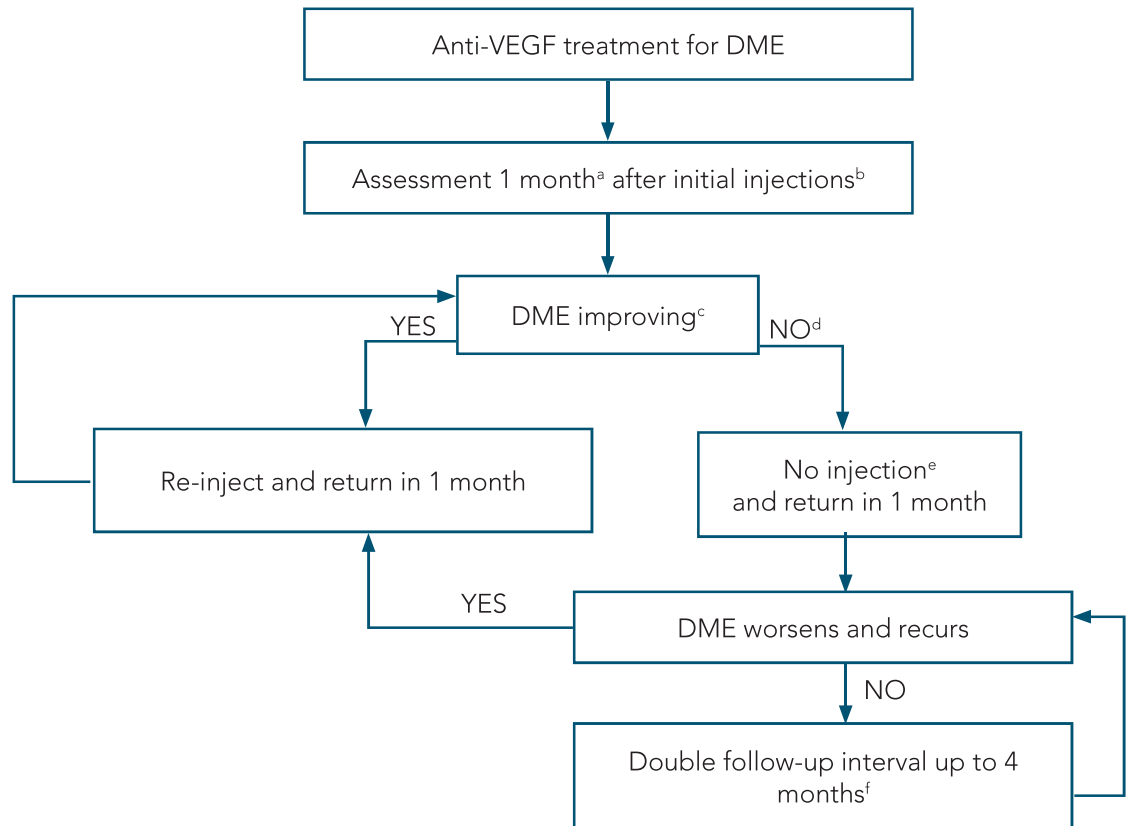 Anti-VEGF treatment for DME
Assessment 1 monthᵃ after initial injectionsᵇ
DME improvingᶜ
YES
NOᵈ
Re-inject and return in 1 month
No injectionᵉ
and return in 1 month
YES
DME worsens and recurs
NO
Double follow-up interval up to 4
monthsᶠ